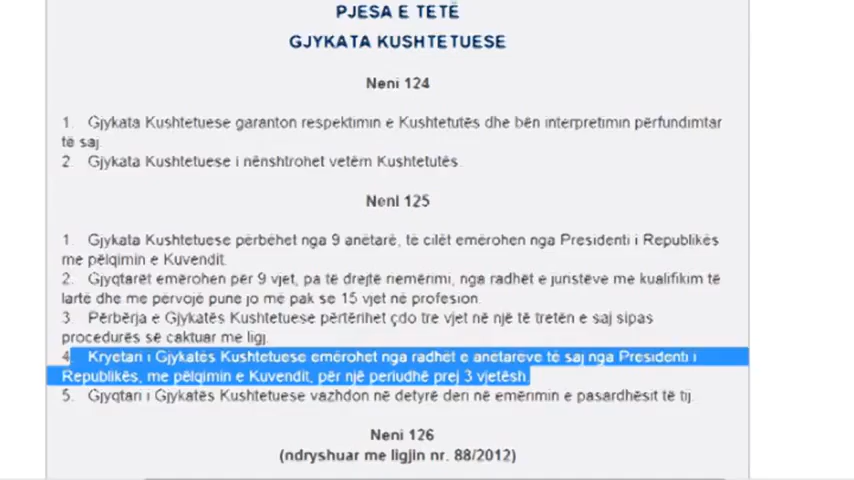 PJESA E TETË
GJYKATA KUSHTETUESE
Neni 124
1. Gjykata Kushtetuese garanton respektimin e Kushtetutës dhe bën interpretimin përfundimtar
të saj.
2. Gjykata Kushtetuese i nënshtrohet vetëm Kushtetutës.
Neni 125
1. Gjykata Kushtetuese përbëhet nga 9 anëtarë, të cilët emërohen nga Presidenti i Republikës
me pëlqimin e Kuvendit.
2. Gjyqtarët emërohen për 9 vjet, pa të drejtë riemërimi, nga radhët e juristëve me kualifikim të
lartë dhe me përvojë pune jo më pak se 15 vjet në profesion.
3. Përbërja e Gjykatës Kushtetuese përtërihet çdo tre vjet në një të tretën e saj sipas
procedurës së caktuar me ligj.
4. Kryetari i Gjykatës Kushtetuese emërohet nga radhët e anëtarëve të saj nga Presidenti i
Republikës, me pëlqimin e Kuvendit, për një periudhë prej 3 vjetësh.
5. Gjyqtari i Gjykatës Kushtetuese vazhdon në detyrë deri në emërimin e pasardhësit të tij.
Neni 126
(ndryshuar me ligjin nr. 88/2012)